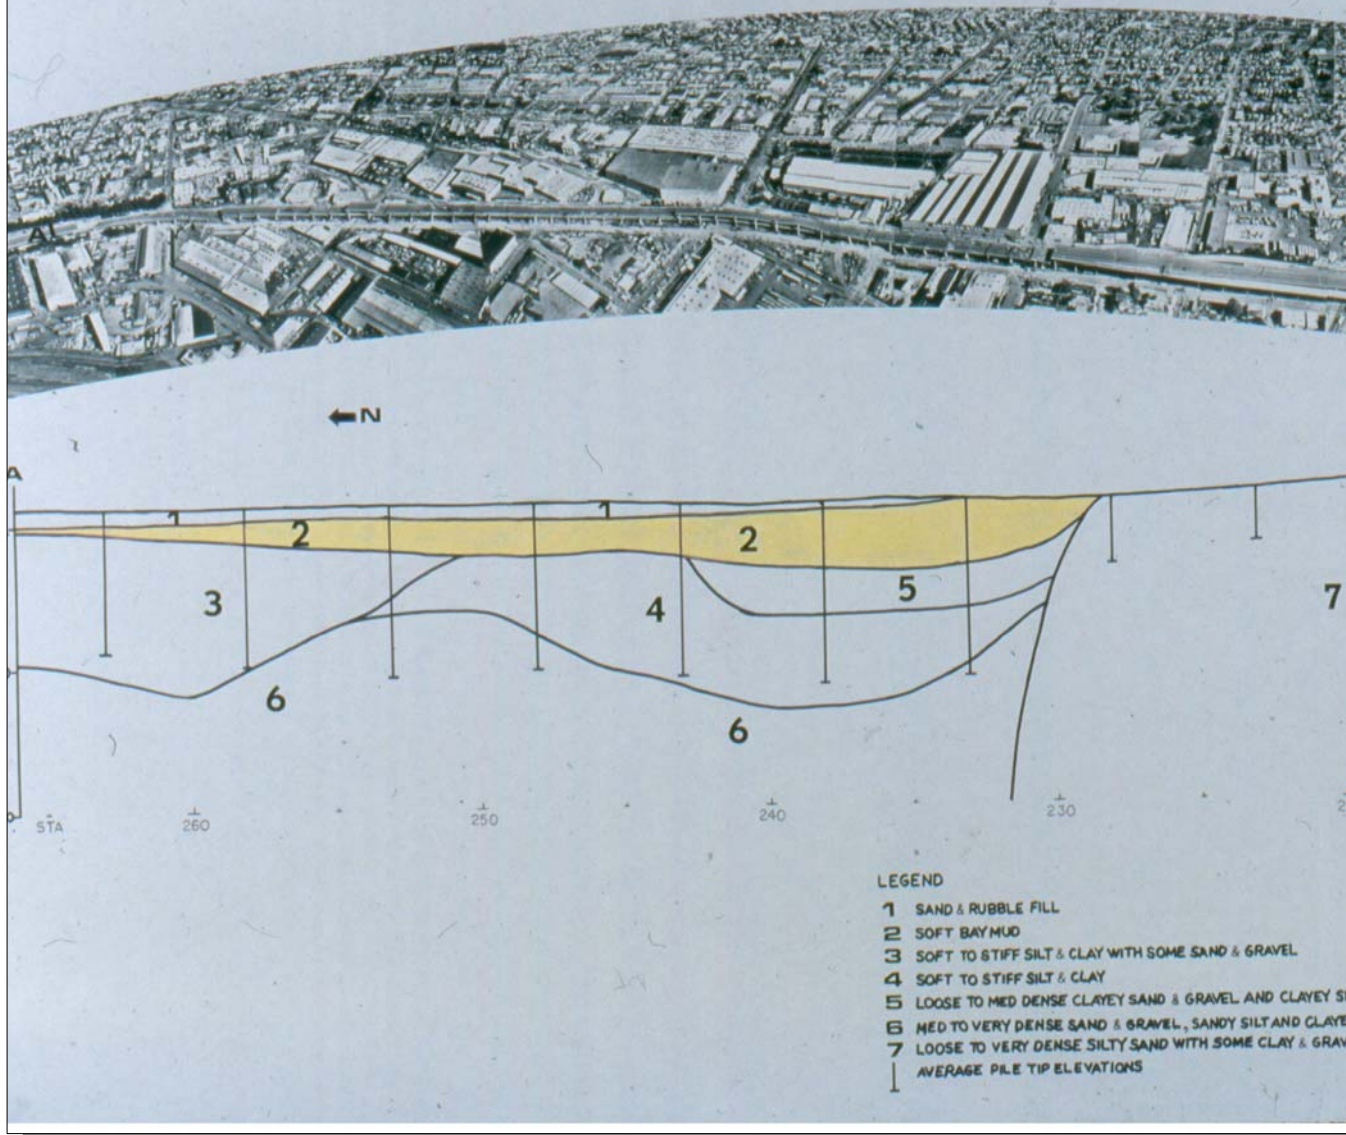 N
A
1
1
2
2
3
4
5
6
6
7
STA
260
250
240
230
LEGEND
1 SAND & RUBBLE FILL
2 SOFT BAY MUD
3 SOFT TO STIFF SILT & CLAY WITH SOME SAND & GRAVEL
4 SOFT TO STIFF SILT & CLAY
5 LOOSE TO MED DENSE CLAYEY SAND & GRAVEL AND CLAYEY
6 MED TO VERY DENSE SAND & GRAVEL, SANDY SILT AND
7 LOOSE TO VERY DENSE SILTY SAND WITH SOME CLAY &
AVERAGE PILE TIP ELEVATIONS